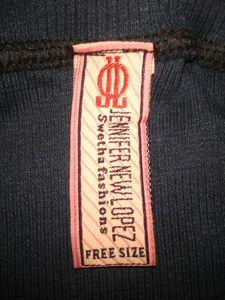 JENNIFER NEW LOPEZ
Swetha fashions
FREE SIZE